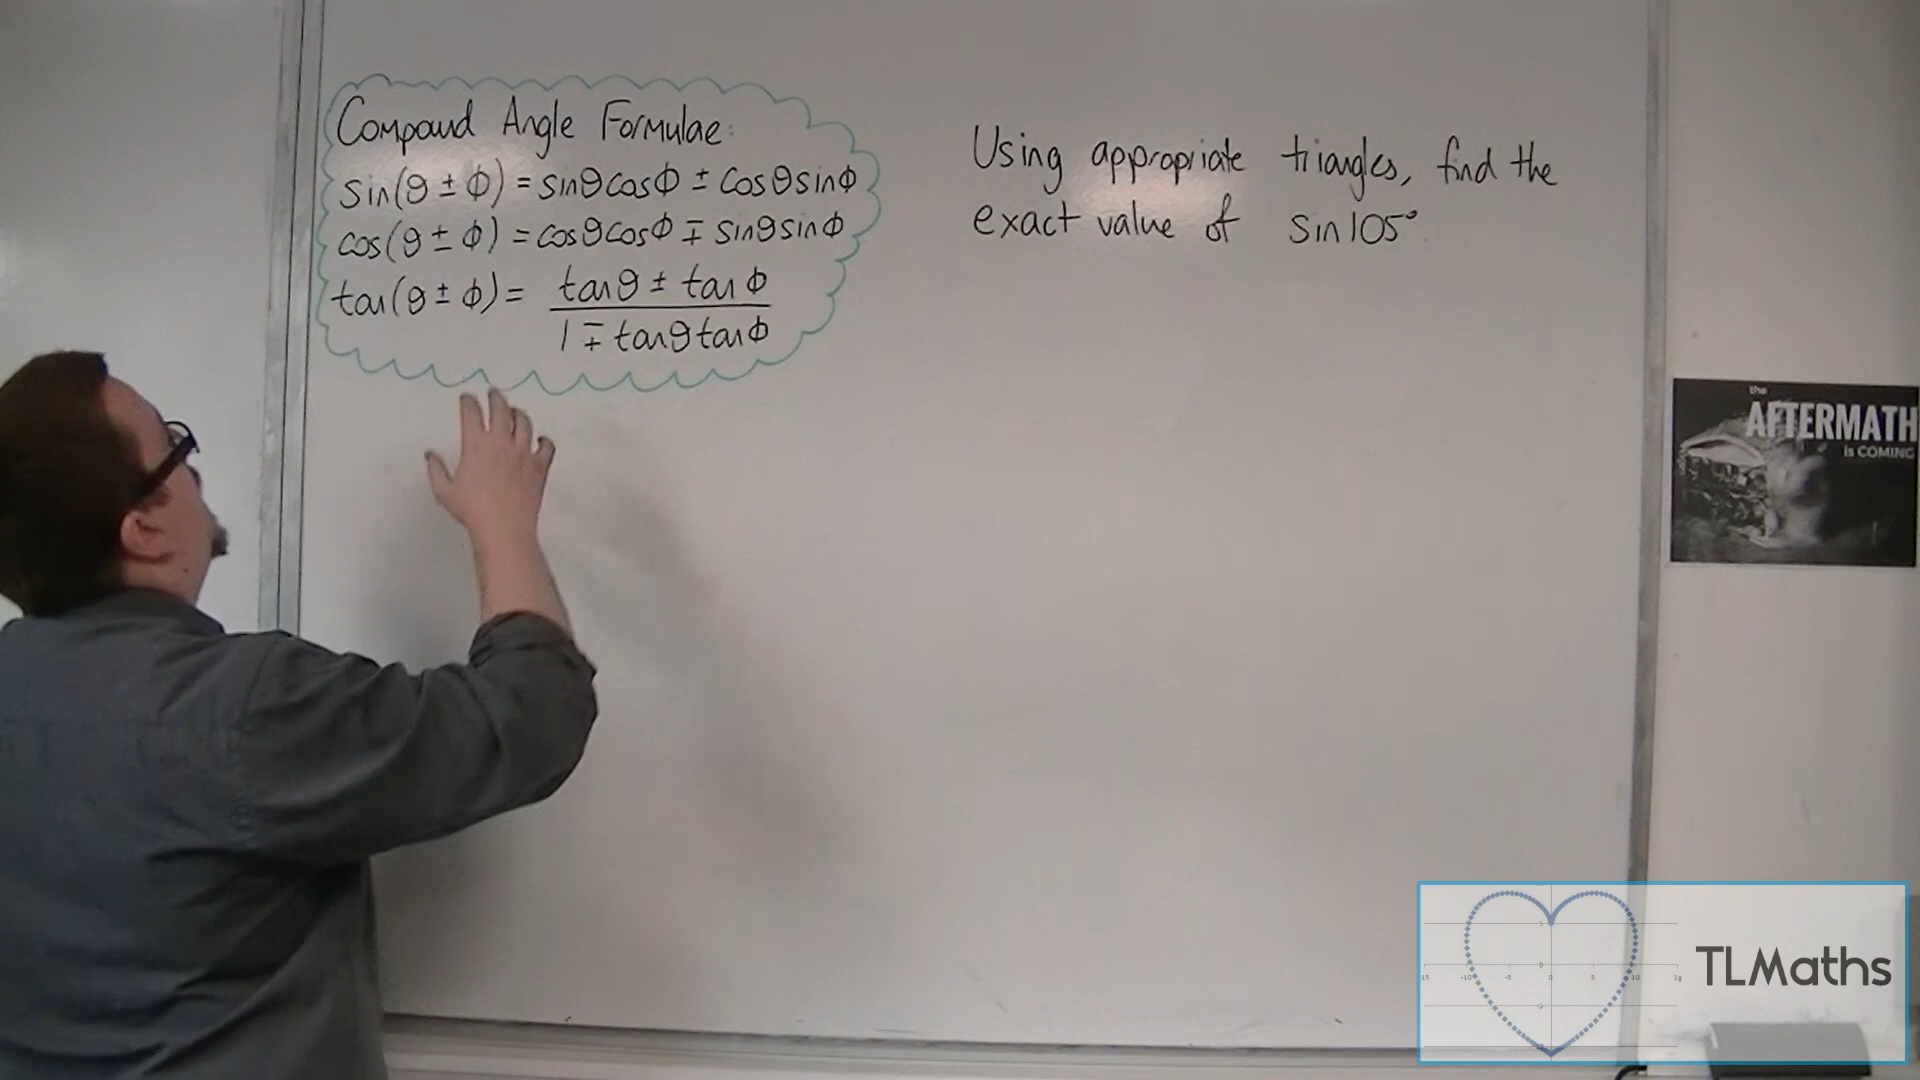 Compound Angle Formulae:
sin(θ ± ϕ) = sinθcosϕ ± cosθsinϕ
cos(θ ± ϕ) = cosθcosϕ ∓ sinθsinϕ
tan(θ ± ϕ) = tanθ ± tanϕ
1 ∓ tanθtanϕ
Using appropriate triangles, find the
exact value of sin105°
the
AFTERMATH
is COMING
TLMaths